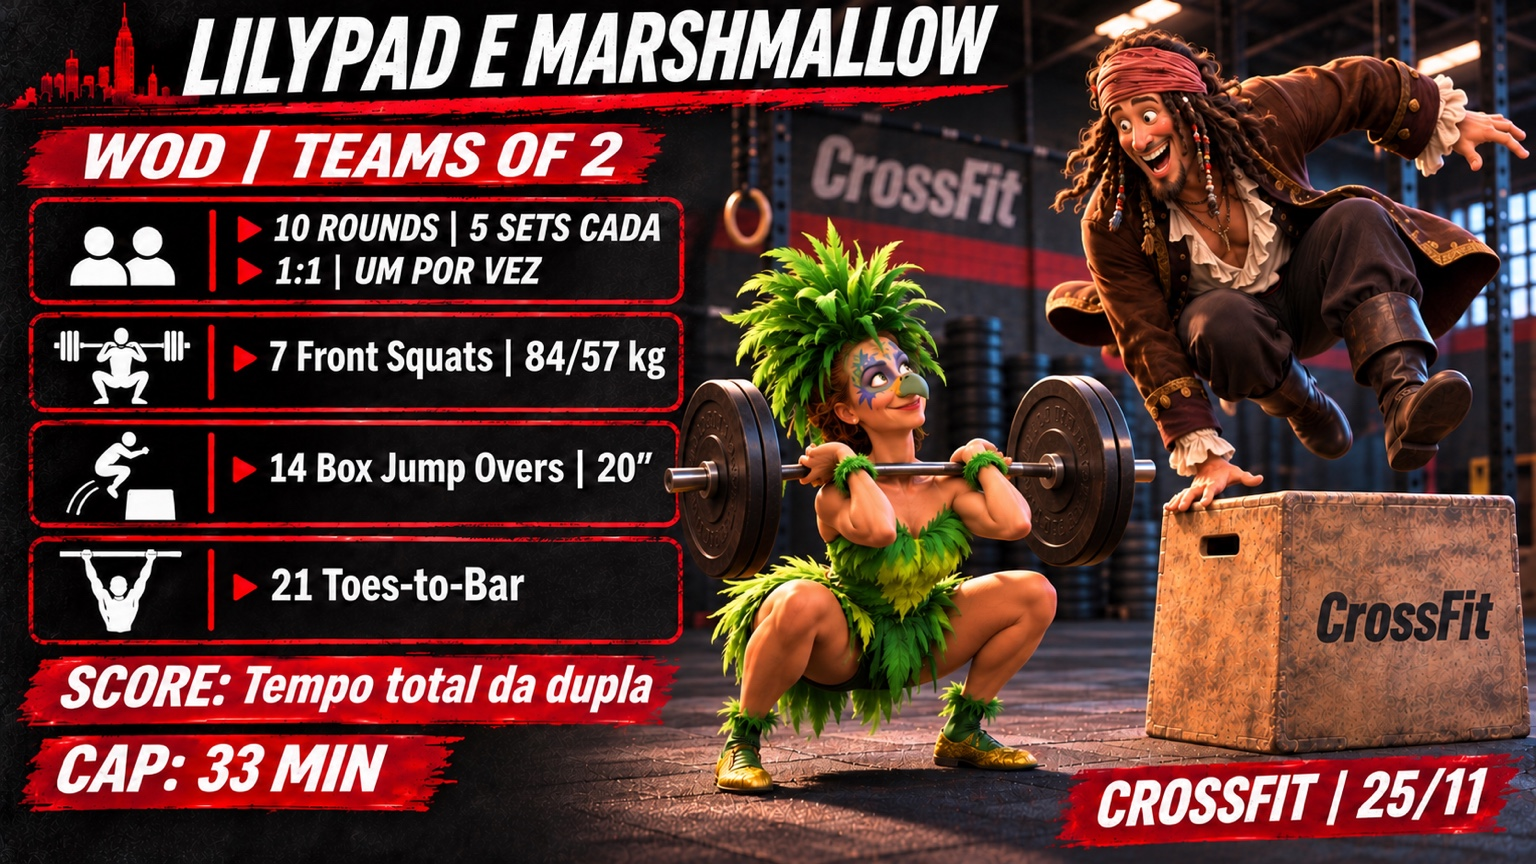 LILYPAD E MARSHMALLOW
WOD | TEAMS OF 2
10 ROUNDS | 5 SETS CADA
1:1 | UM POR VEZ
7 Front Squats | 84/57 kg
14 Box Jump Overs | 20"
21 Toes-to-Bar
SCORE: Tempo total da dupla
CAP: 33 MIN
CrossFit
CrossFit
CROSSFIT | 25/11